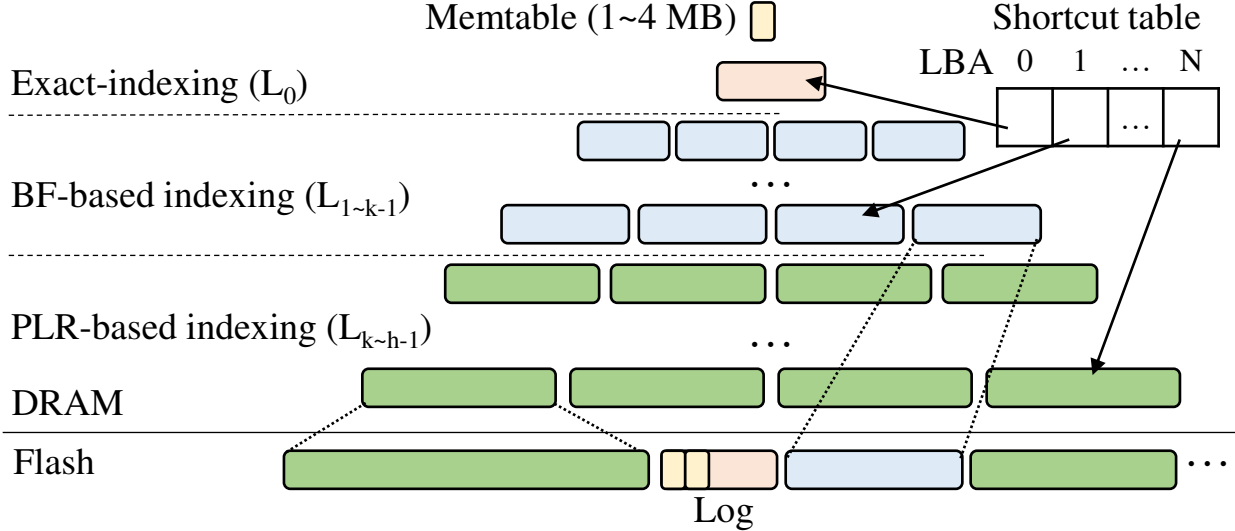 Memtable (1~4 MB)
Shortcut table
LBA 0 1 ... N
Exact-indexing (L0)
...
...
BF-based indexing (L1~k-1)
PLR-based indexing (Lk~h-1)
...
DRAM
Flash
...
Log